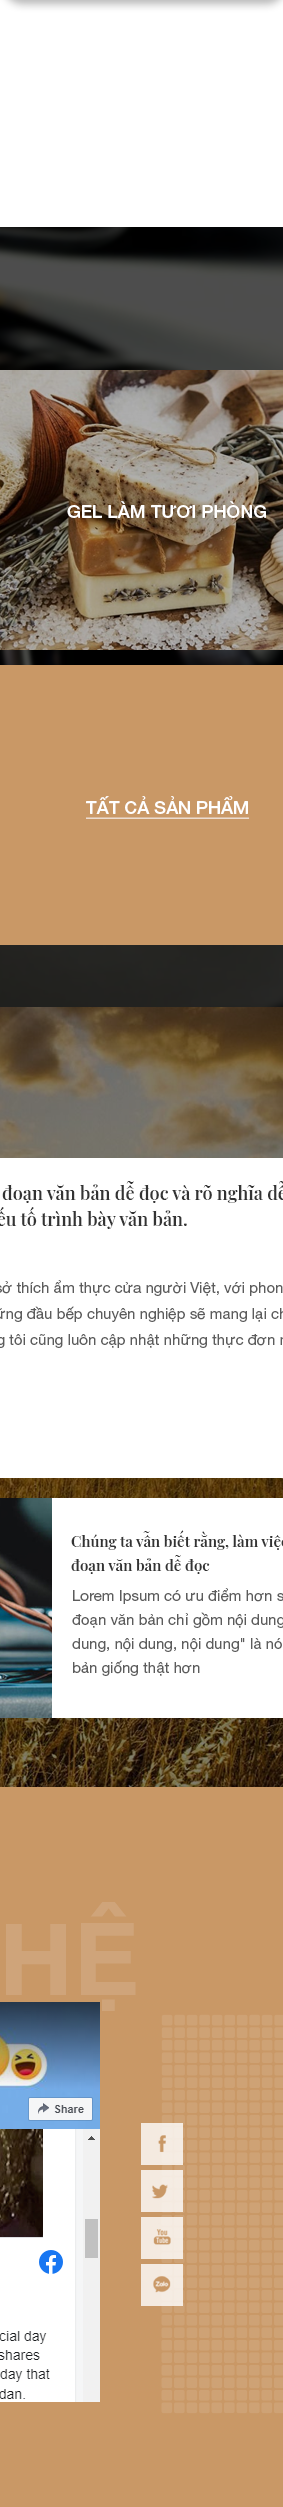 GEL LÀM TƯƠI PHÒNG
TẤT CẢ SẢN PHẨM
đoạn văn bản dễ đọc và rõ nghĩa dễ
ếu tố trình bày văn bản.
sở thích ẩm thực của người Việt, với phon
ững đầu bếp chuyên nghiệp sẽ mang lại ch
g tôi cũng luôn cập nhật những thực đơn
Chúng ta vẫn biết rằng, làm việc
đoạn văn bản dễ đọc
Lorem Ipsum có ưu điểm hơn s
đoạn văn bản chỉ gồm nội dung
dung, nội dung, nội dung" là nó
bản giống thật hơn
HỆ
Share
You
Tube
Zalo
cial day
shares
day that
dan.